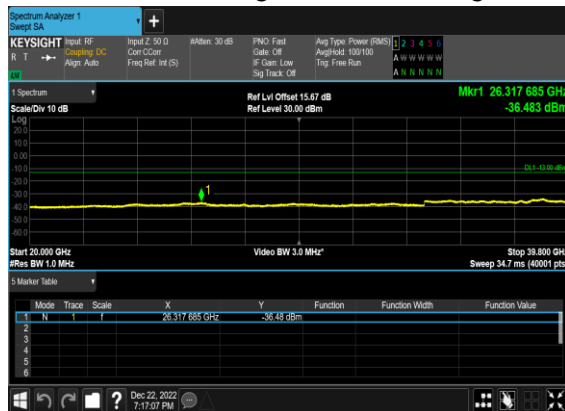 Spectrum Analyzer 1
Swept SA
KEYSIGHT Input: RF Input Z: 50 Ω #Atten: 30 dB PNO: Fast Avg Type: Power (RMS) 1 2 3 4 5 6
R T Coupling: DC Corr CCorr Gate: Off Avg|Hold: 100/100 A W W W W W
Align: Auto Freq Ref: Int (S) IF Gain: Low Trig: Free Run
LW Sig Track: Off A N N N N N
1 Spectrum Ref Lvl Offset 15.67 dB Mkr1 26.317 685 GHz
Scale/Div 10 dB Ref Level 30.00 dBm -36.483 dBm
Log
20.0
10.0
0.00
-10.0 DL1 -13.00 dBm
-20.0
-30.0 1
-40.0
-50.0
-60.0
Start 20.000 GHz Video BW 3.0 MHz* Stop 39.800 GHz
#Res BW 1.0 MHz Sweep 34.7 ms (40001 pts)
5 Marker Table
Mode Trace Scale X Y Function Function Width Function Value
1 N 1 f 26.317 685 GHz -36.48 dBm
2
3
4
5
6
? Dec 22, 2022
7:17:07 PM